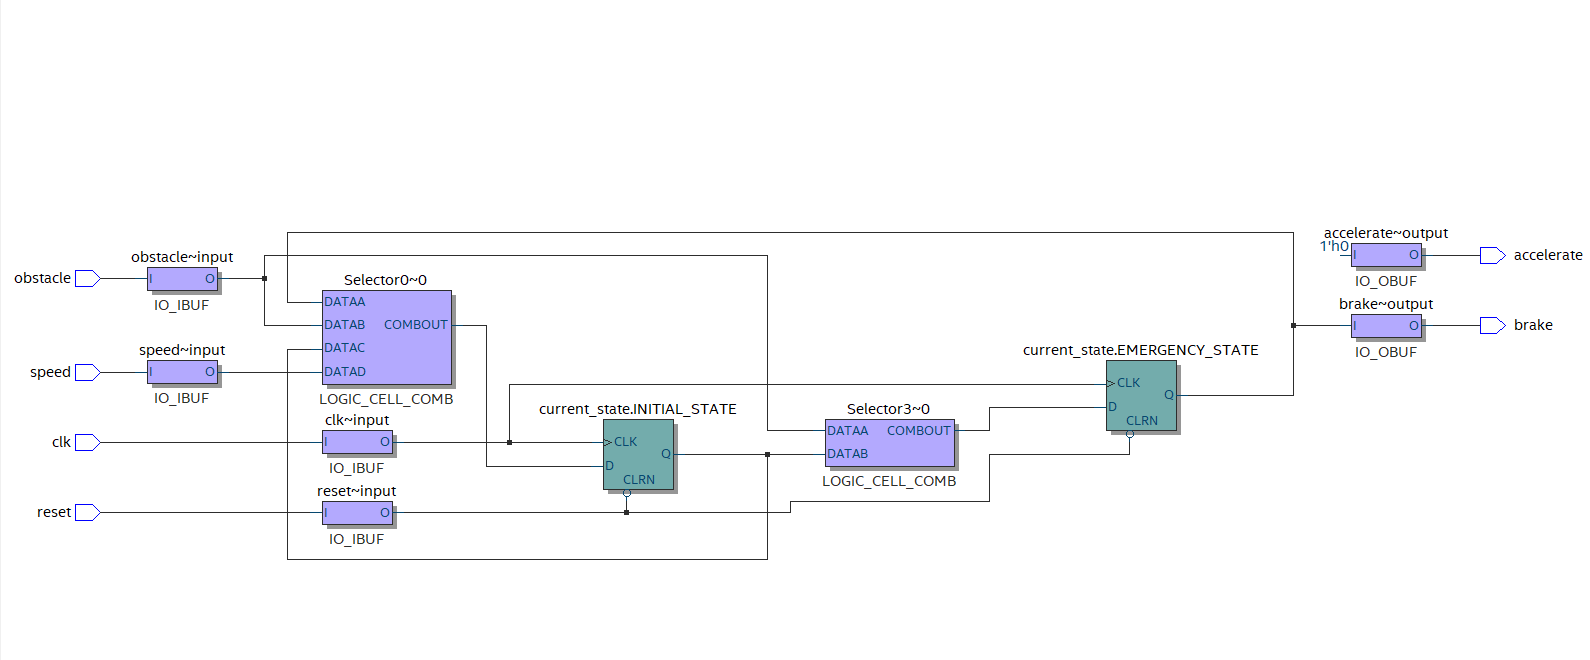 accelerate~output
1'h0
I
O
accelerate
IO_OBUF
obstacle~input
obstacle
I
O
IO_IBUF
Selector0~0
DATAA
DATAB
COMBOUT
DATAC
DATAD
LOGIC_CELL_COMB
brake~output
I
O
brake
IO_OBUF
speed~input
speed
I
O
IO_IBUF
current_state.EMERGENCY_STATE
CLK
Q
D
CLRN
clk~input
clk
I
O
IO_IBUF
current_state.INITIAL_STATE
CLK
Q
D
CLRN
Selector3~0
DATAA
COMBOUT
DATAB
LOGIC_CELL_COMB
reset~input
reset
I
O
IO_IBUF